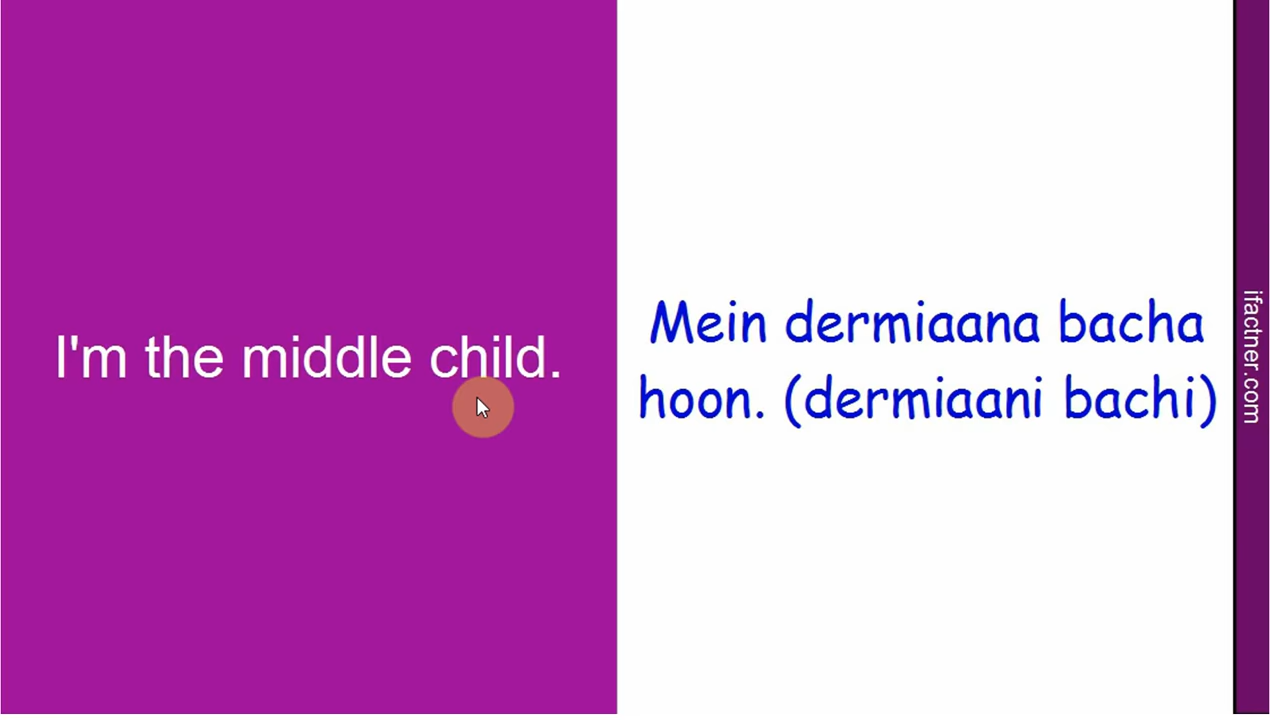 I'm the middle child.
Mein dermiaana bacha
hoon. (dermiaani bachi)
ifactner.com